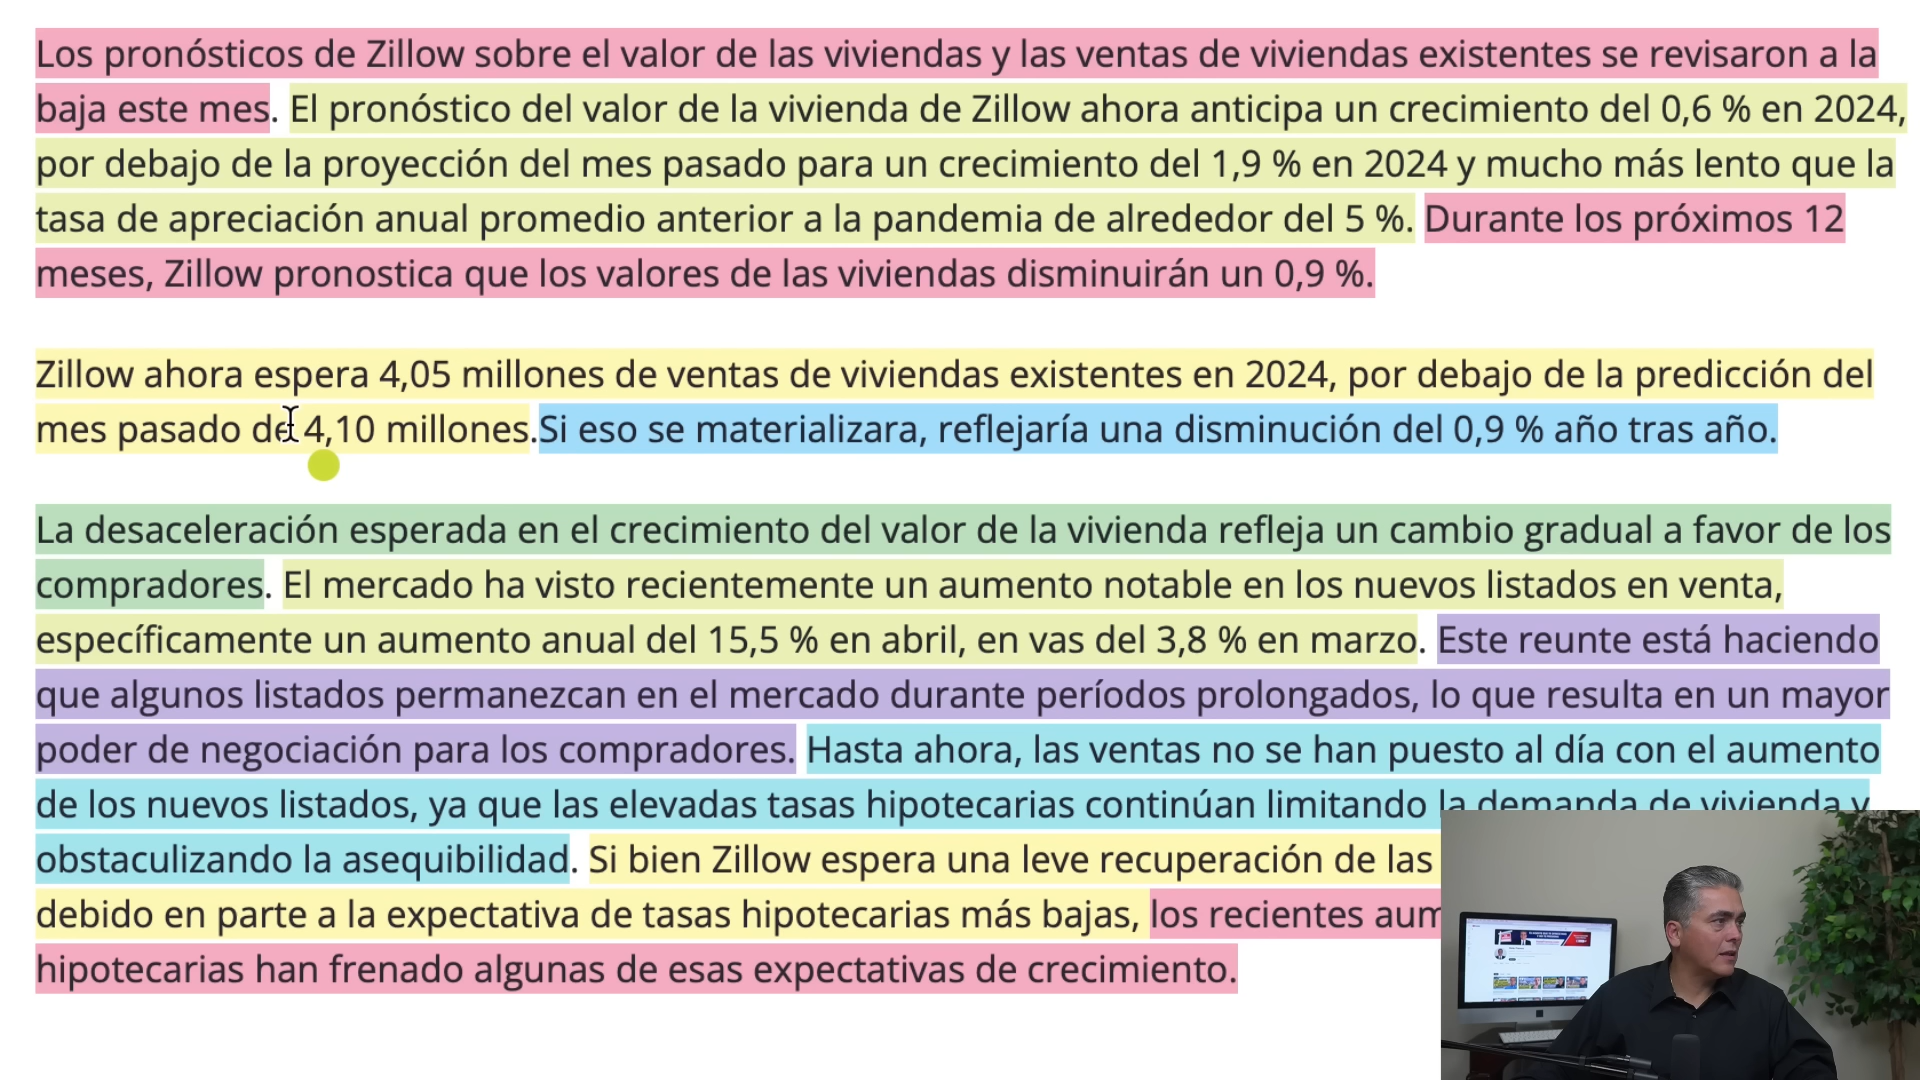 Los pronósticos de Zillow sobre el valor de las viviendas y las ventas de viviendas existentes se revisaron a la
baja este mes. El pronóstico del valor de la vivienda de Zillow ahora anticipa un crecimiento del 0,6 % en 2024,
por debajo de la proyección del mes pasado para un crecimiento del 1,9 % en 2024 y mucho más lento que la
tasa de apreciación anual promedio anterior a la pandemia de alrededor del 5 %. Durante los próximos 12
meses, Zillow pronostica que los valores de las viviendas disminuirán un 0,9 %.
Zillow ahora espera 4,05 millones de ventas de viviendas existentes en 2024, por debajo de la predicción del
mes pasado de 4,10 millones.Si eso se materializara, reflejaría una disminución del 0,9 % año tras año.
La desaceleración esperada en el crecimiento del valor de la vivienda refleja un cambio gradual a favor de los
compradores. El mercado ha visto recientemente un aumento notable en los nuevos listados en venta,
específicamente un aumento anual del 15,5 % en abril, en vas del 3,8 % en marzo. Este reunte está haciendo
que algunos listados permanezcan en el mercado durante períodos prolongados, lo que resulta en un mayor
poder de negociación para los compradores. Hasta ahora, las ventas no se han puesto al día con el aumento
de los nuevos listados, ya que las elevadas tasas hipotecarias continúan limitando la demanda de vivienda y
obstaculizando la asequibilidad. Si bien Zillow espera una leve recuperación de las
debido en parte a la expectativa de tasas hipotecarias más bajas, los recientes aum
hipotecarias han frenado algunas de esas expectativas de crecimiento.